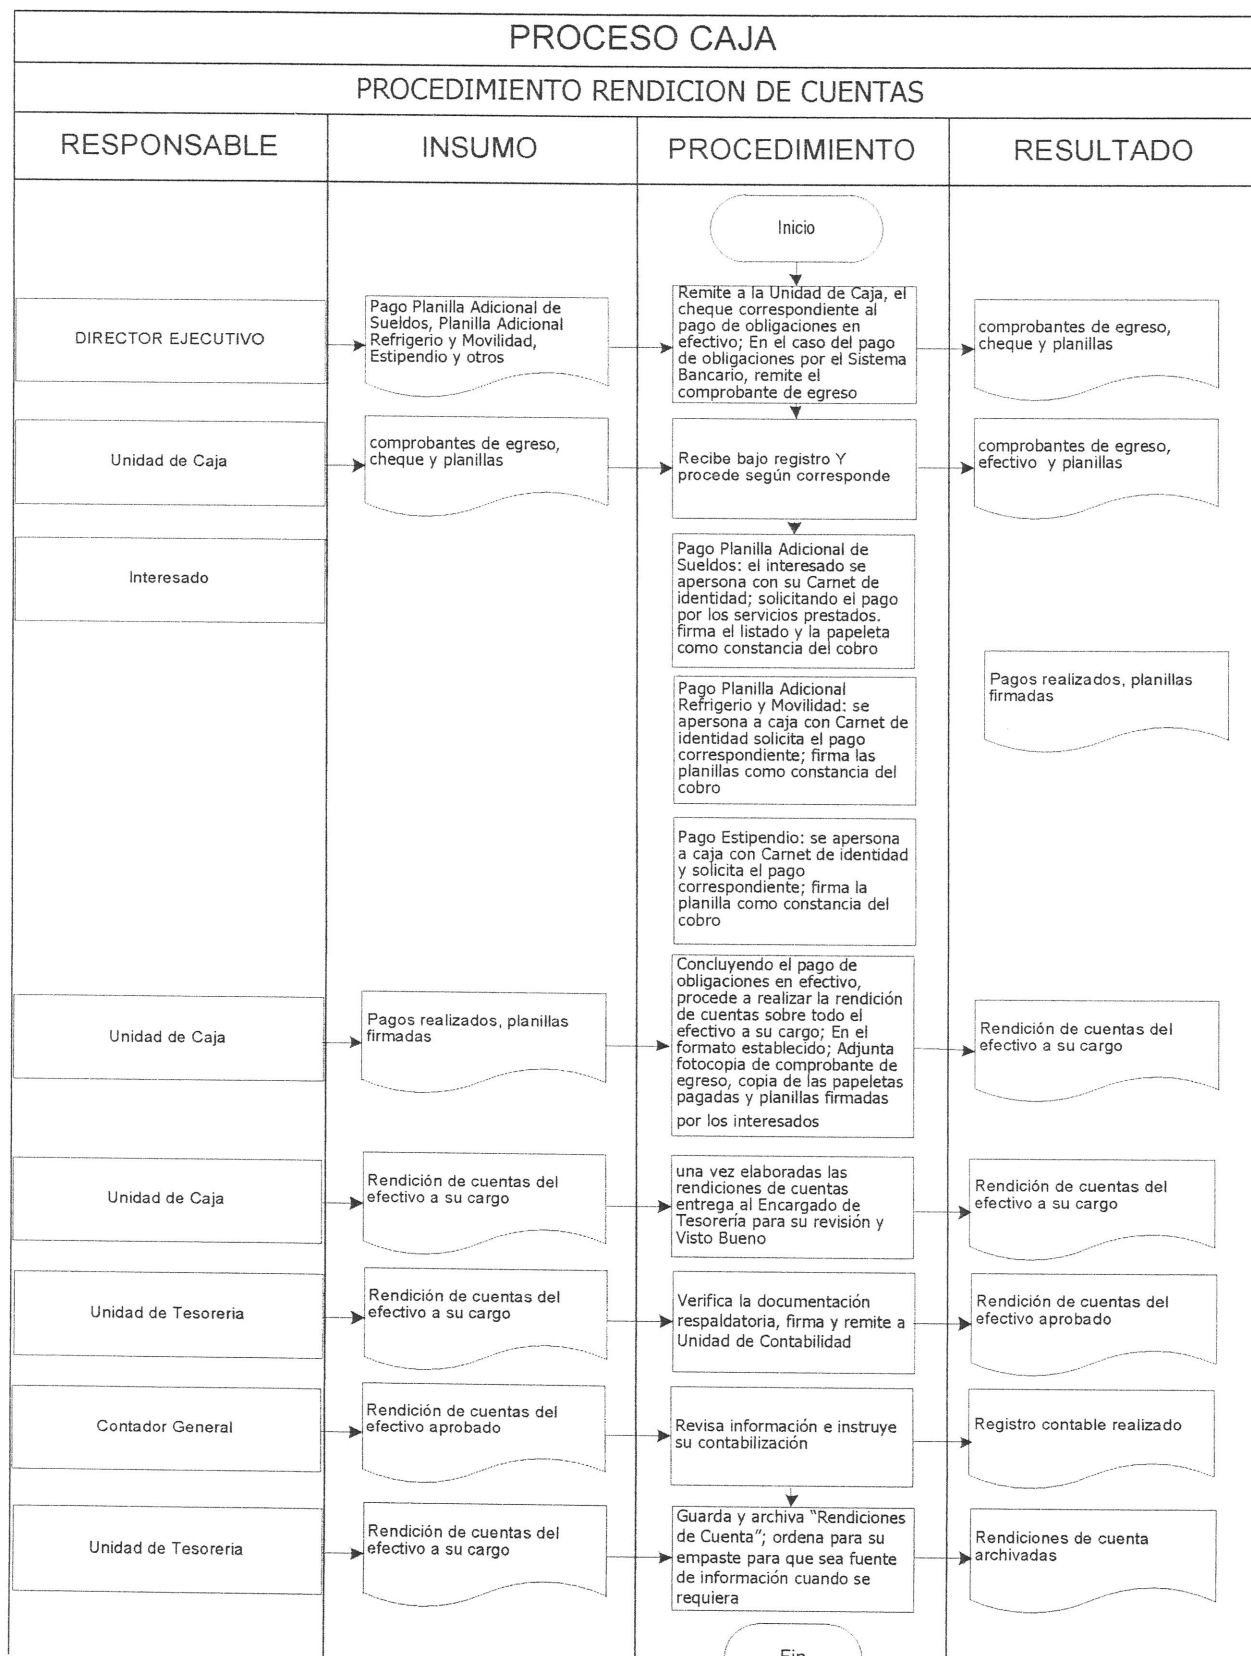 PROCESO CAJA
PROCEDIMIENTO RENDICION DE CUENTAS
RESPONSABLE
INSUMO
PROCEDIMIENTO
RESULTADO
Inicio
DIRECTOR EJECUTIVO
Pago Planilla Adicional de
Sueldos, Planilla Adicional
Refrigerio y Movilidad,
Estipendio y otros
Remite a la Unidad de Caja, el
cheque correspondiente al
pago de obligaciones en
efectivo; En el caso del pago
de obligaciones por el Sistema
Bancario, remite el
comprobante de egreso
comprobantes de egreso,
cheque y planillas
Unidad de Caja
comprobantes de egreso,
cheque y planillas
Recibe bajo registro Y
procede según corresponde
comprobantes de egreso,
efectivo y planillas
Interesado
Pago Planilla Adicional de
Sueldos: el interesado se
apersona con su Carnet de
identidad; solicitando el pago
por los servicios prestados.
firma el listado y la papeleta
como constancia del cobro
Pagos realizados, planillas
firmadas
Pago Planilla Adicional
Refrigerio y Movilidad: se
apersona a caja con Carnet de
identidad solicita el pago
correspondiente; firma las
planillas como constancia del
cobro
Pago Estipendio: se apersona
a caja con Carnet de identidad
y solicita el pago
correspondiente; firma la
planilla como constancia del
cobro
Unidad de Caja
Pagos realizados, planillas
firmadas
Concluyendo el pago de
obligaciones en efectivo,
procede a realizar la rendición
de cuentas sobre todo el
efectivo a su cargo; En el
formato establecido; Adjunta
fotocopia de comprobante de
egreso, copia de las papeletas
pagadas y planillas firmadas
por los interesados
Rendición de cuentas del
efectivo a su cargo
Unidad de Caja
Rendición de cuentas del
efectivo a su cargo
una vez elaboradas las
rendiciones de cuentas
entrega al Encargado de
Tesorería para su revisión y
Visto Bueno
Rendición de cuentas del
efectivo a su cargo
Unidad de Tesoreria
Rendición de cuentas del
efectivo a su cargo
Verifica la documentación
respaldatoria, firma y remite a
Unidad de Contabilidad
Rendición de cuentas del
efectivo aprobado
Contador General
Rendición de cuentas del
efectivo aprobado
Revisa información e instruye
su contabilización
Registro contable realizado
Unidad de Tesoreria
Rendición de cuentas del
efectivo a su cargo
Guarda y archiva “Rendiciones
de Cuenta”; ordena para su
empaste para que sea fuente
de información cuando se
requiera
Rendiciones de cuenta
archivadas
Fin